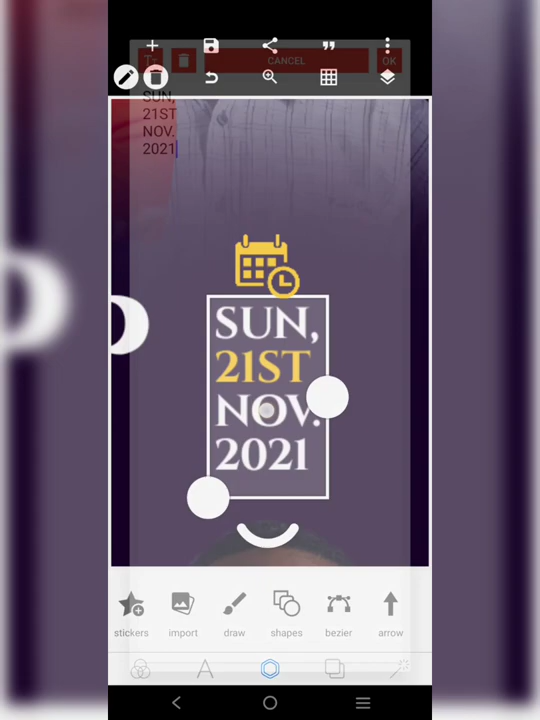 CANCEL
OK
SUN,
21ST
NOV.
2021
SUN,
21ST
NOV.
2021
stickers
import
draw
shapes
bezier
arrow